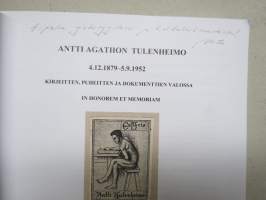 ANTTI AGATHON TULENHEIMO
4.12.1879–5.9.1952
KIRJEITTEN, PUHEITTEN JA DOKUMENTTIEN VALOSSA
IN HONOREM ET MEMORIAM
Exlibris
Antti Tulenheimo